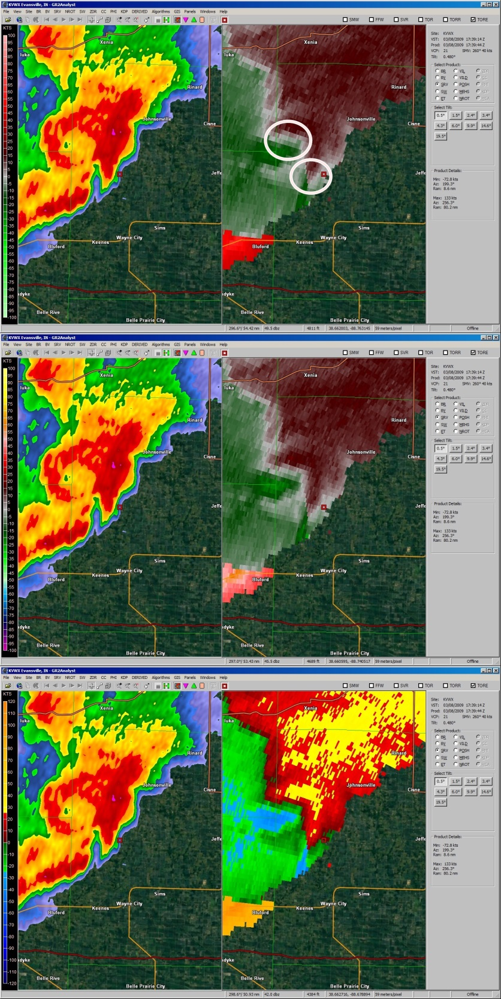 KVWX Evansville, IN - GR2Analyst
File View Site BR BV SRV NROT SW ZDR CC PHI KDP DERIVED Algorithms GIS Panels Windows Help
SMW FFW SVR TOR TORR TORE
KTS
100
95
90
85
80
75
70
65
60
55
50
45
40
35
30
25
20
15
10
5
0
-5
-10
-15
-20
-25
-30
-35
-40
-45
-50
-55
-60
-65
-70
-75
-80
-85
-90
-95
-100
Xenia
Iuka
Rinard
Johnsonville
Cisne
Jeffe
Sims
Wayne City
Keenes
Bluford
dyke
Belle Rive
Belle Prairie City
Xenia
Iuka
Rinard
Johnsonville
Cisne
Jeffe
Sims
Wayne City
Keenes
Bluford
dyke
Belle Rive
Belle Prairie City
Site: KVWX
VST: 03/08/2009 17:39:14 Z
Prod: 03/08/2009 17:39:44 Z
VCP: 21 SMV: 260° 40 kts
Tilt: 0.480°
Select Product:
BR VIL ZDR
BV VILD CC
SRV POSH PHI
SW MEHS KDP
ET NROT HCA
Select Tilt:
0.5° 1.5° 2.4° 3.4°
4.3° 6.0° 9.9° 14.6°
19.5°
Product Details:
Min: -72.8 kts
Az: 199.3°
Ran: 8.6 nm
Max: 133 kts
Az: 256.3°
Ran: 80.2 nm
296.6°/ 54.42 nm 49.5 dbz 4811 ft 38.662003, -88.763145 59 meters/pixel Offline
KVWX Evansville, IN - GR2Analyst
File View Site BR BV SRV NROT SW ZDR CC PHI KDP DERIVED Algorithms GIS Panels Windows Help
SMW FFW SVR TOR TORR TORE
KTS
100
95
90
85
80
75
70
65
60
55
50
45
40
35
30
25
20
15
10
5
0
-5
-10
-15
-20
-25
-30
-35
-40
-45
-50
-55
-60
-65
-70
-75
-80
-85
-90
-95
-100
Xenia
Iuka
Rinard
Johnsonville
Cisne
Jeffe
Sims
Wayne City
Keenes
Bluford
dyke
Belle Rive
Belle Prairie City
Xenia
Iuka
Rinard
Johnsonville
Cisne
Jeffe
Sims
Wayne City
Keenes
Bluford
dyke
Belle Rive
Belle Prairie City
Site: KVWX
VST: 03/08/2009 17:39:14 Z
Prod: 03/08/2009 17:39:44 Z
VCP: 21 SMV: 260° 40 kts
Tilt: 0.480°
Select Product:
BR VIL ZDR
BV VILD CC
SRV POSH PHI
SW MEHS KDP
ET NROT HCA
Select Tilt:
0.5° 1.5° 2.4° 3.4°
4.3° 6.0° 9.9° 14.6°
19.5°
Product Details:
Min: -72.8 kts
Az: 199.3°
Ran: 8.6 nm
Max: 133 kts
Az: 256.3°
Ran: 80.2 nm
297.0°/ 53.43 nm 45.5 dbz 4689 ft 38.660595, -88.740517 59 meters/pixel Offline
KVWX Evansville, IN - GR2Analyst
File View Site BR BV SRV NROT SW ZDR CC PHI KDP DERIVED Algorithms GIS Panels Windows Help
SMW FFW SVR TOR TORR TORE
KTS
120
110
100
90
80
70
60
50
40
30
20
10
0
-10
-20
-30
-40
-50
-60
-70
-80
-90
-100
-110
-120
Xenia
Iuka
Rinard
Johnsonville
Cisne
Jeffe
Sims
Wayne City
Keenes
Bluford
dyke
Belle Rive
Belle Prairie City
Xenia
Iuka
Rinard
Johnsonville
Cisne
Jeffe
Sims
Wayne City
Keenes
Bluford
dyke
Belle Rive
Belle Prairie City
Site: KVWX
VST: 03/08/2009 17:39:14 Z
Prod: 03/08/2009 17:39:44 Z
VCP: 21 SMV: 260° 40 kts
Tilt: 0.480°
Select Product:
BR VIL ZDR
BV VILD CC
SRV POSH PHI
SW MEHS KDP
ET NROT HCA
Select Tilt:
0.5° 1.5° 2.4° 3.4°
4.3° 6.0° 9.9° 14.6°
19.5°
Product Details:
Min: -72.8 kts
Az: 199.3°
Ran: 8.6 nm
Max: 133 kts
Az: 256.3°
Ran: 80.2 nm
298.6°/ 50.93 nm 42.0 dbz 4384 ft 38.662716, -88.678894 59 meters/pixel Offline